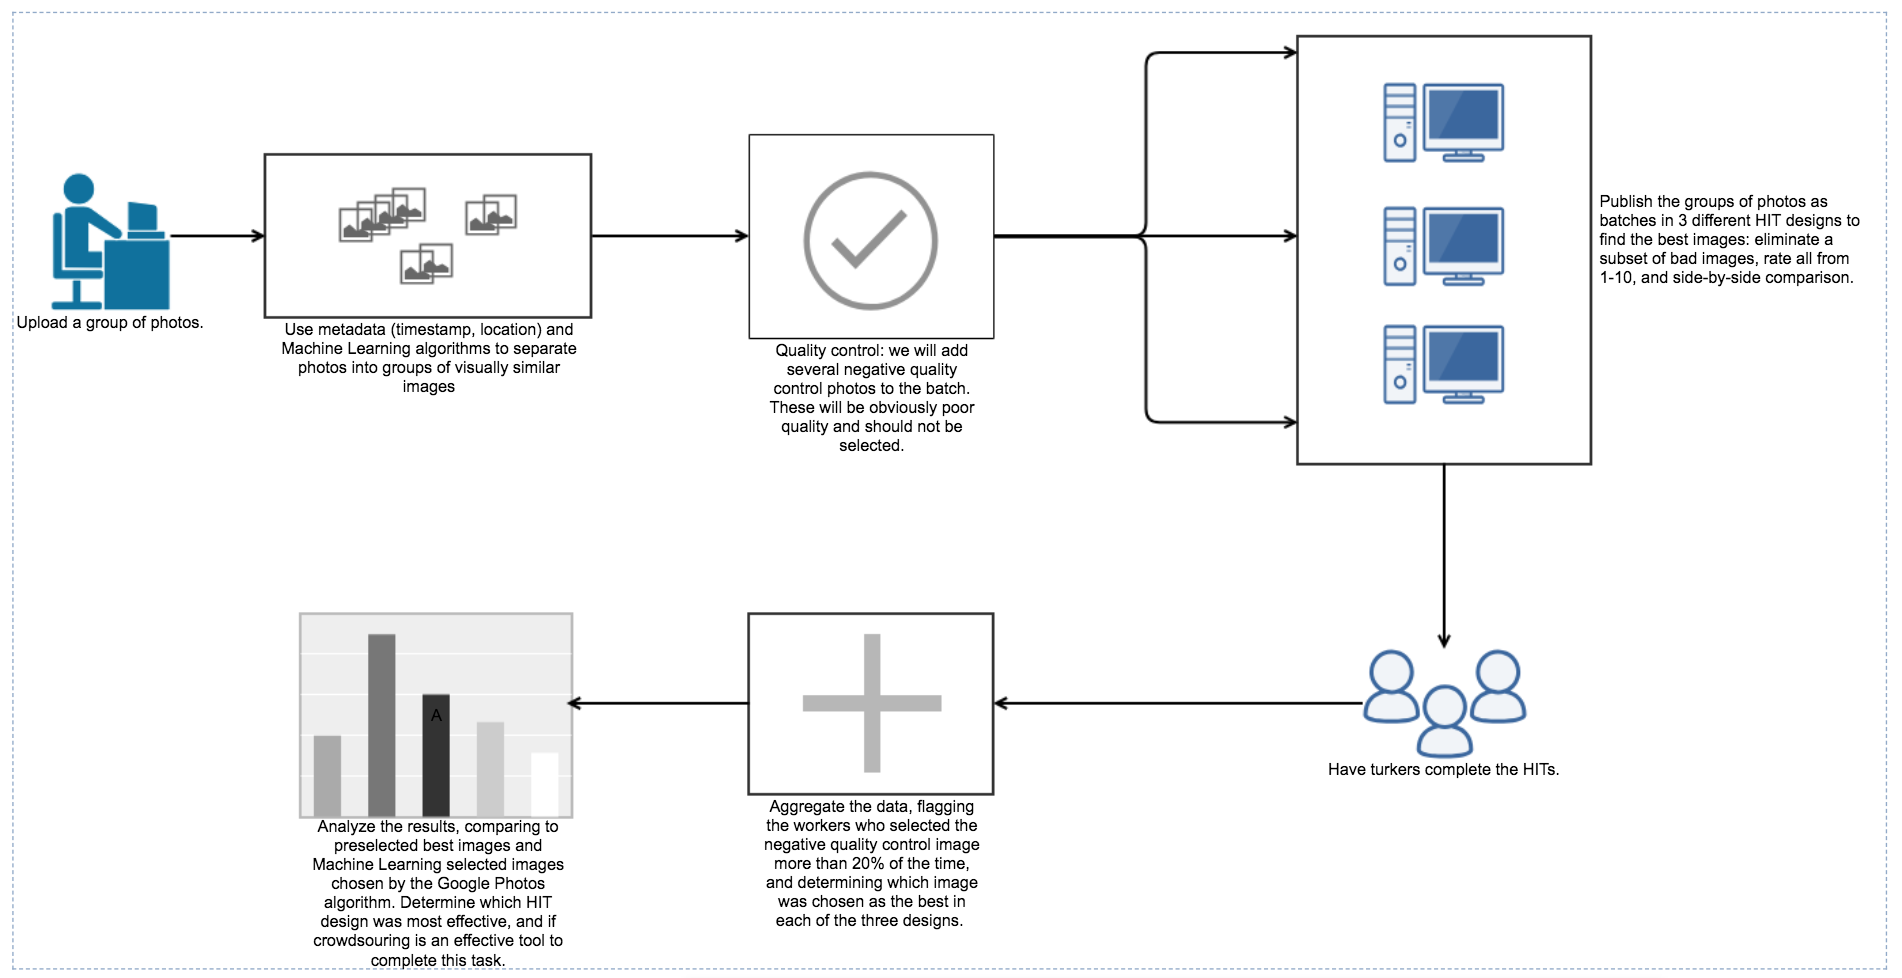 Upload a group of photos.
Use metadata (timestamp, location) and
Machine Learning algorithms to separate
photos into groups of visually similar
images
Quality control: we will add
several negative quality
control photos to the batch.
These will be obviously poor
quality and should not be
selected.
Publish the groups of photos as
batches in 3 different HIT designs to
find the best images: eliminate a
subset of bad images, rate all from
1-10, and side-by-side comparison.
Have turkers complete the HITs.
Aggregate the data, flagging
the workers who selected the
negative quality control image
more than 20% of the time,
and determining which image
was chosen as the best in
each of the three designs.
A
Analyze the results, comparing to
preselected best images and
Machine Learning selected images
chosen by the Google Photos
algorithm. Determine which HIT
design was most effective, and if
crowdsouring is an effective tool to
complete this task.